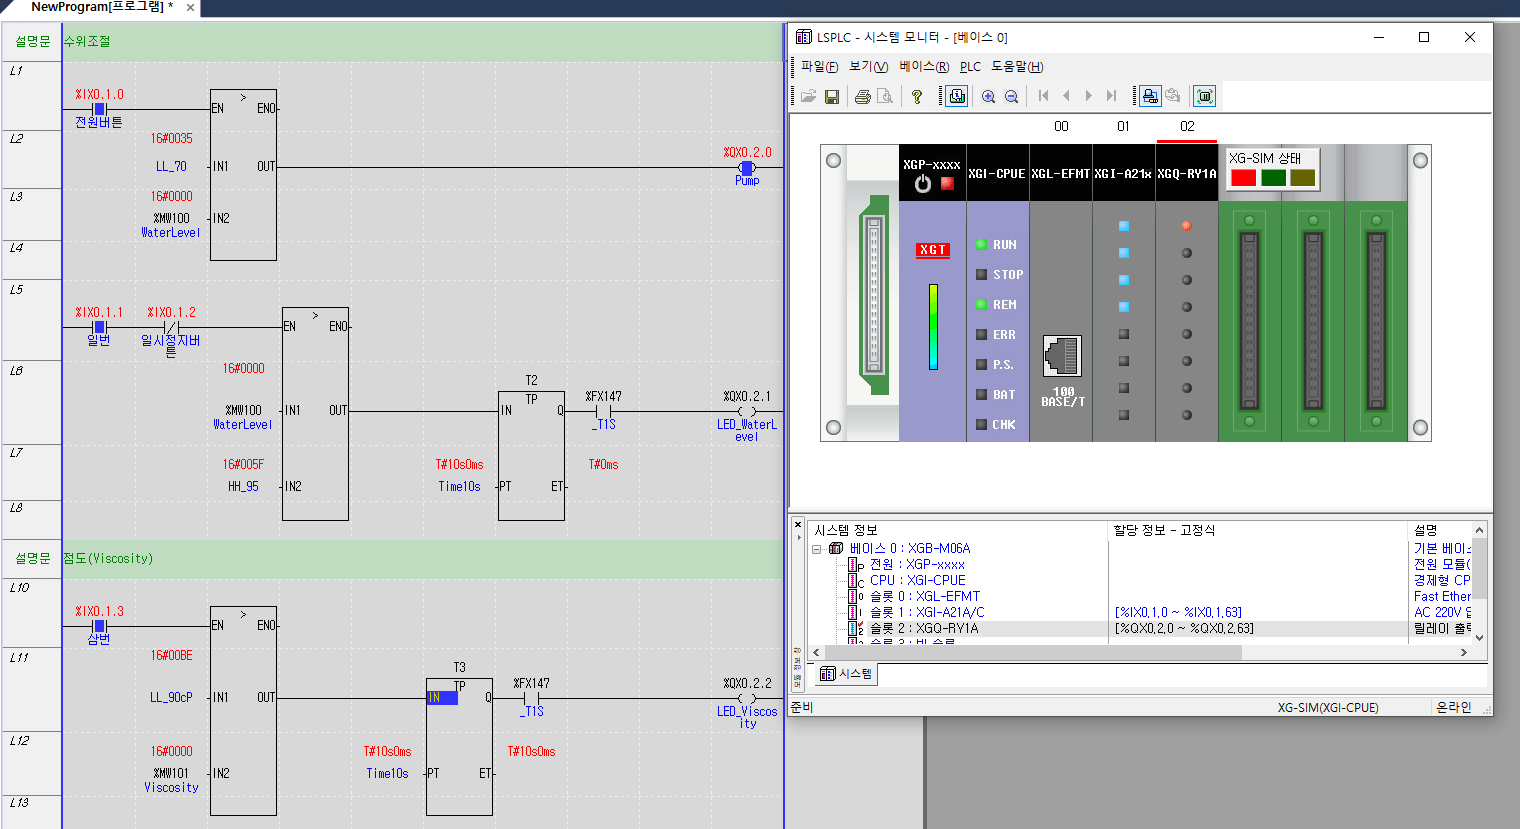 NewProgram[프로그램] * ×
설명문 수위조절
L1
%IX0.1.0
EN > ENO
전원버튼
L2
16#0035
%QX0.2.0
LL_70 IN1 OUT
Pump
L3
16#0000
%MW100 IN2
WaterLevel
L4
L5
%IX0.1.1 %IX0.1.2
EN > ENO
일번 일시정지버
튼
L6
16#0000
T2
TP
%MW100 IN1 OUT IN Q %FX147 %QX0.2.1
WaterLevel _T1S LED_WaterL
evel
L7
16#005F T#10s0ms T#0ms
HH_95 IN2 Time10s PT ET
L8
설명문 점도(Viscosity)
L10
%IX0.1.3
EN > ENO
삼번
L11
16#00BE
T3
TP
LL_90cP IN1 OUT IN Q %FX147 %QX0.2.2
_T1S LED_Viscos
ity
L12
16#0000 T#10s0ms T#10s0ms
%MW101 IN2 Time10s PT ET
Viscosity
L13
LSPLC - 시스템 모니터 - [베이스 0]
파일(F) 보기(V) 베이스(R) PLC 도움말(H)
00 01 02
XGP-xxxx XGI-CPUE XGL-EFMT XGI-A21x XGQ-RY1A
XG-SIM 상태
XGT
RUN
STOP
REM
ERR
P.S.
BAT
CHK
100
BASE/T
시스템 정보 할당 정보 - 고정식 설명
베이스 0 : XGB-M06A 기본 베이스
전원 : XGP-xxxx 전원 모듈(
CPU : XGI-CPUE 경제형 CP
슬롯 0 : XGL-EFMT Fast Ether
슬롯 1 : XGI-A21A/C [%IX0,1,0 ~ %IX0,1,63] AC 220V 입
슬롯 2 : XGQ-RY1A [%QX0,2,0 ~ %QX0,2,63] 릴레이 출력
시스템
준비 XG-SIM(XGI-CPUE) 온라인